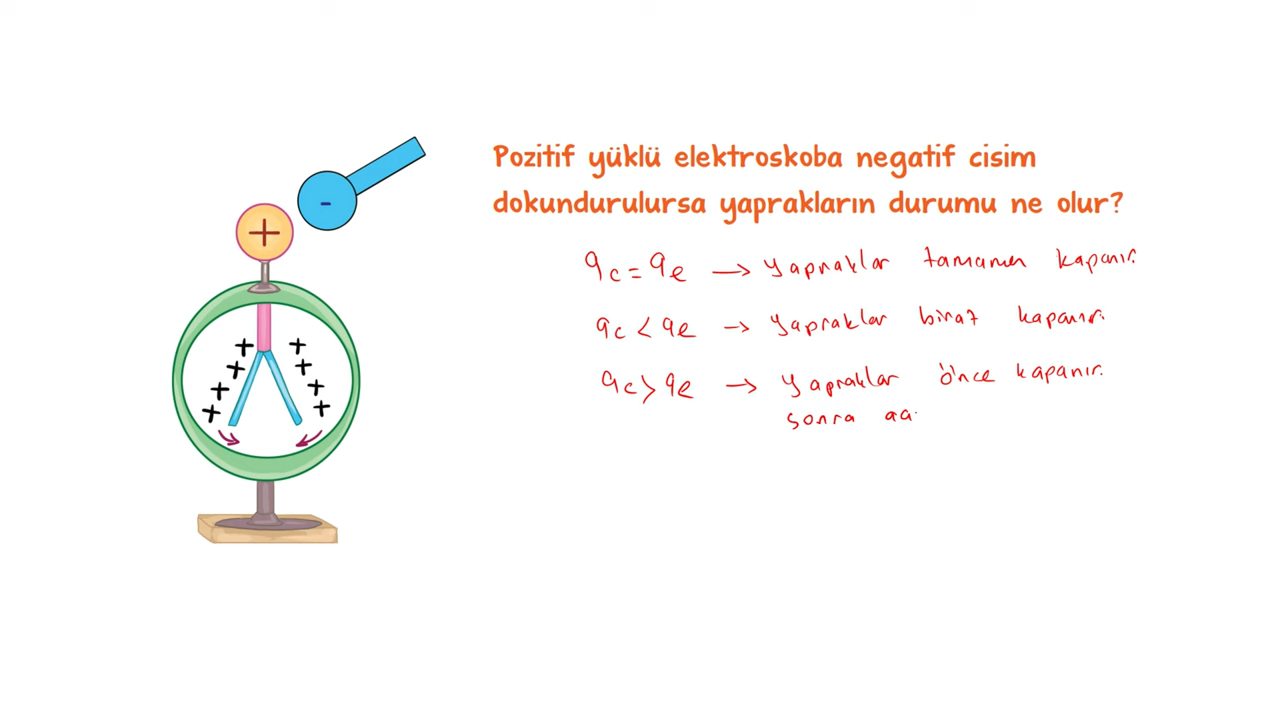 -
+
Pozitif yüklü elektroskoba negatif cisim
dokundurulursa yaprakların durumu ne olur?
qc = qe → yapraklar tamamen kapanır.
qc < qe → yapraklar biraz kapanır.
qc > qe → yapraklar önce kapanır.
sonra
+ + + + + + + +